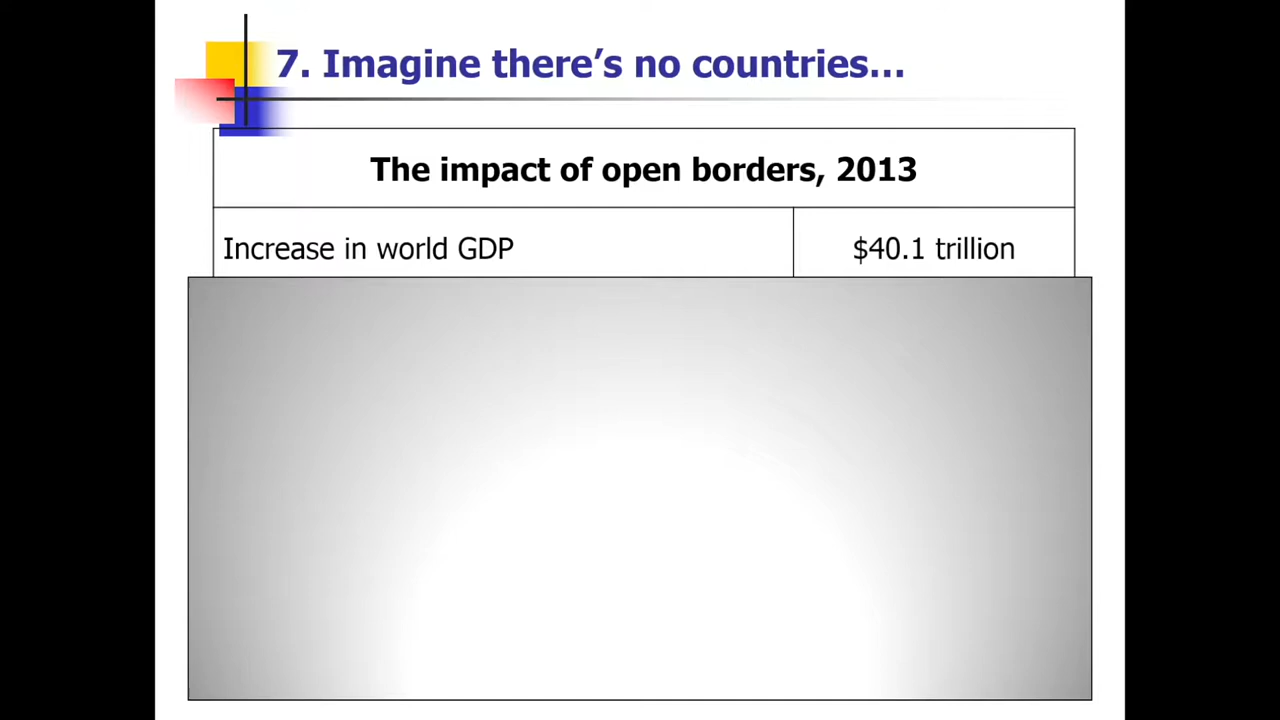 7. Imagine there’s no countries…
The impact of open borders, 2013
Increase in world GDP
$40.1 trillion